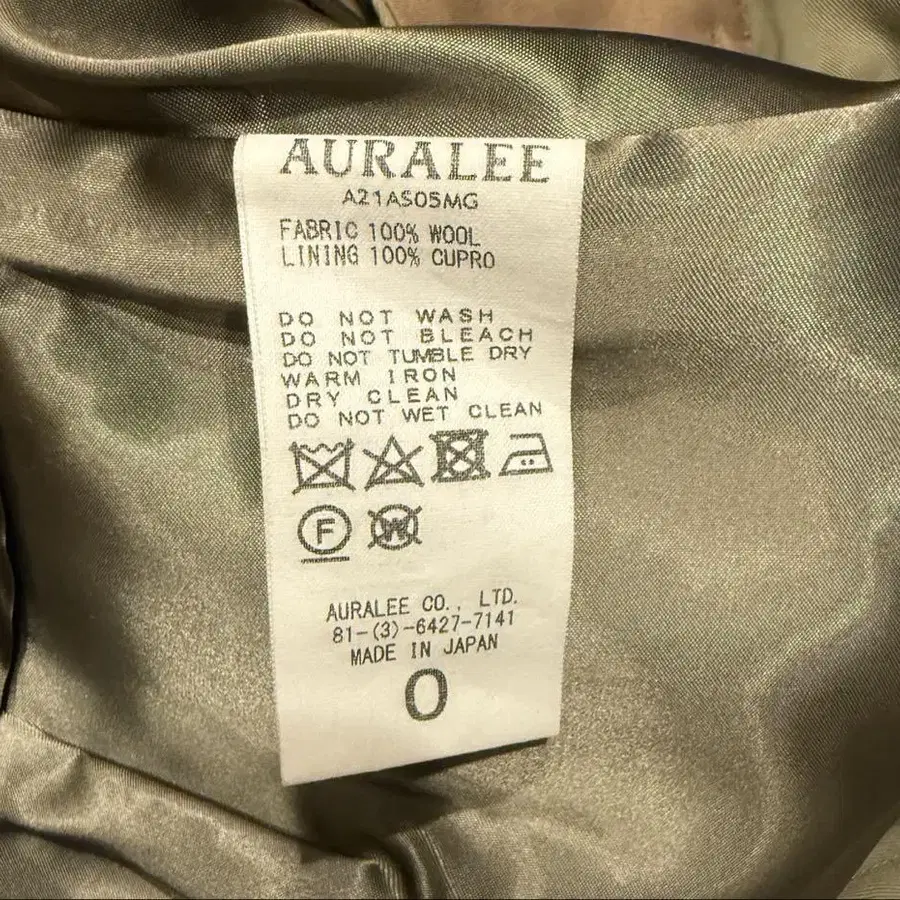 AURALEE
A21AS05MG
FABRIC 100% WOOL
LINING 100% CUPRO
DO NOT WASH
DO NOT BLEACH
DO NOT TUMBLE DRY
WARM IRON
DRY CLEAN
DO NOT WET CLEAN
F W
AURALEE CO., LTD.
81-(3)-6427-7141
MADE IN JAPAN
0